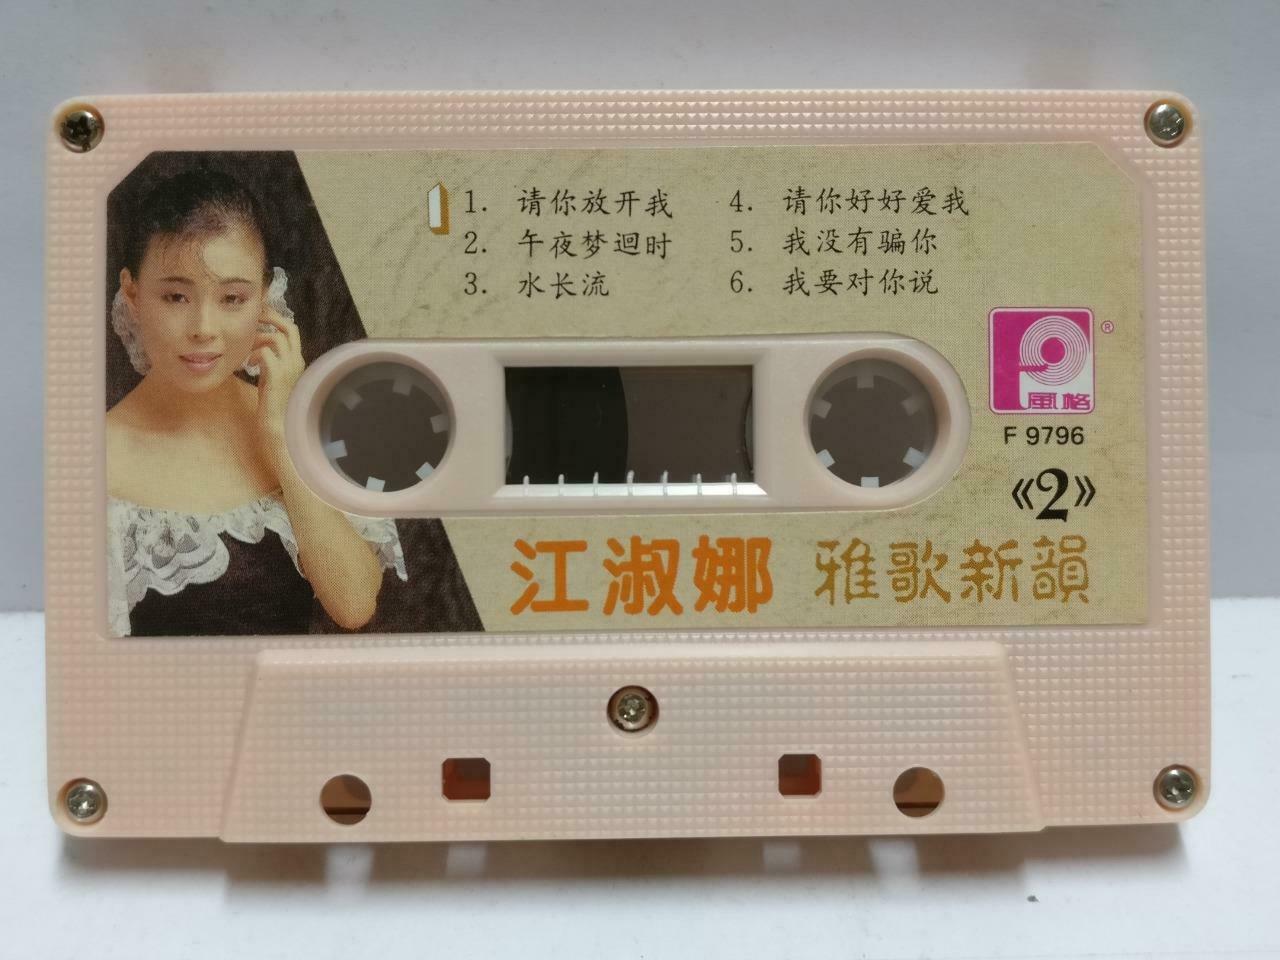 1. 请你放开我
2. 午夜梦迴时
3. 水长流
4. 请你好好爱我
5. 我没有骗你
6. 我要对你说
風格
®
F 9796
《2》
江淑娜 雅歌新韻